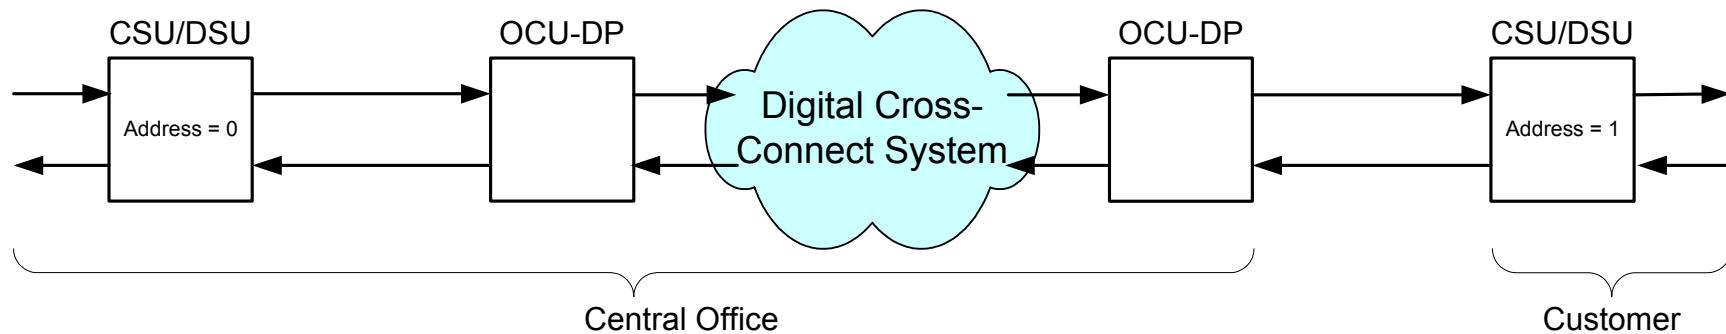 CSU/DSU
OCU-DP
OCU-DP
CSU/DSU
Address = 0
Digital Cross-
Connect System
Address = 1
Central Office
Customer